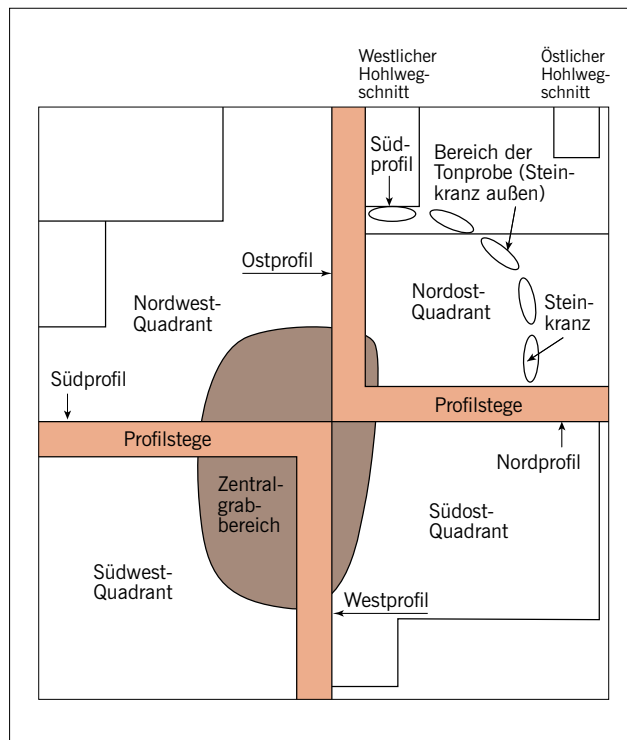 Westlicher
Hohlweg-
schnitt
Östlicher
Hohlweg-
schnitt
Süd-
profil
Bereich der
Tonprobe (Stein-
kranz außen)
Ostprofil
Nordwest-
Quadrant
Nordost-
Quadrant
Stein-
kranz
Südprofil
Profilstege
Profilstege
Nordprofil
Zentral-
grab-
bereich
Südost-
Quadrant
Südwest-
Quadrant
Westprofil